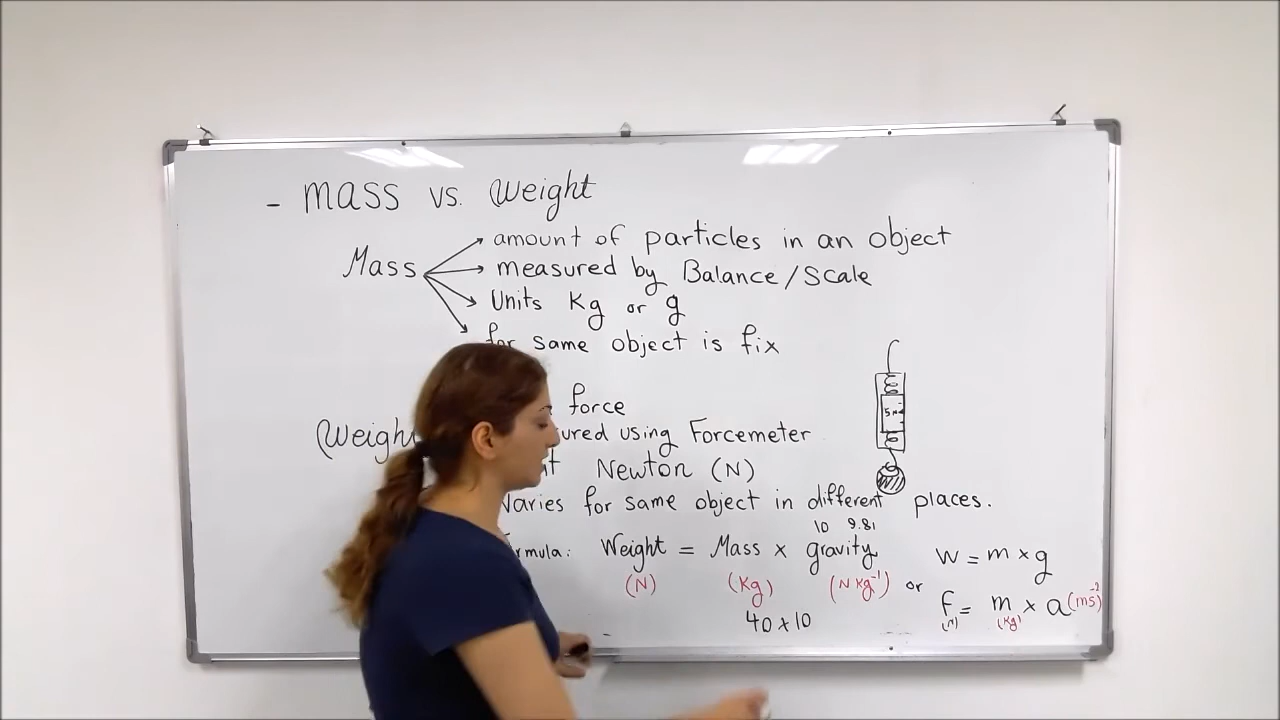 - Mass vs. Weight
amount of particles in an object
Mass
measured by Balance/Scale
Units Kg or g
for same object is fix
force
using Forcemeter
5N
Newton (N)
Varies for same object in different places.
10 9.81
Weight = Mass x gravity
W = m x g
(N) (Kg) (N Kg⁻¹) or
f = m x a (ms⁻²)
(N) (Kg)
40 x 10